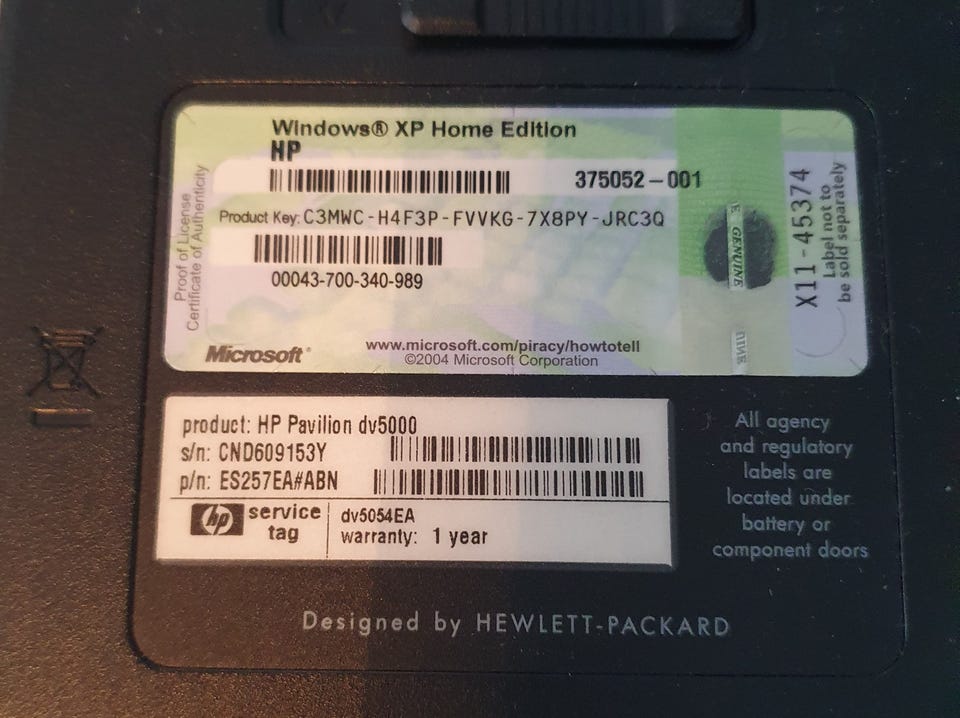 Windows® XP Home Edition
HP
375052-001
Product Key: C3MWC-H4F3P-FVVKG-7X8PY-JRC3Q
00043-700-340-989
Proof of License
Certificate of Authenticity
Microsoft®
www.microsoft.com/piracy/howtotell
©2004 Microsoft Corporation
GENUINE
X11-45374
Label not to
be sold separately
product: HP Pavilion dv5000
s/n: CND609153Y
p/n: ES257EA#ABN
hp
service
tag
dv5054EA
warranty: 1 year
All agency
and regulatory
labels are
located under
battery or
component doors
Designed by HEWLETT-PACKARD